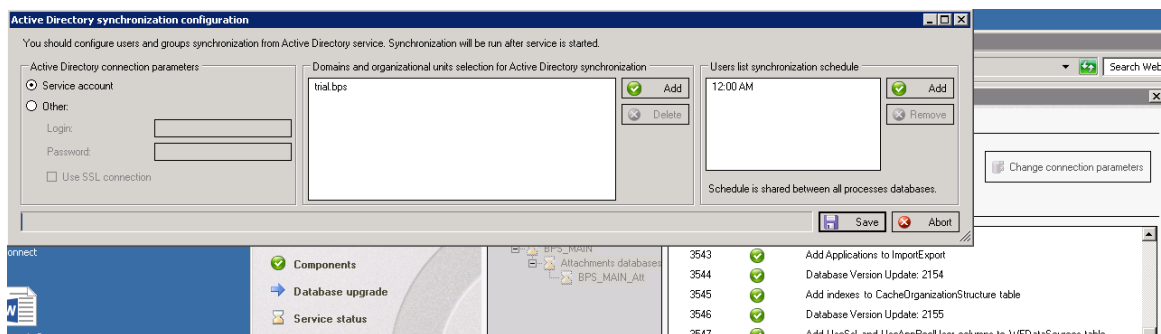 Active Directory synchronization configuration
You should configure users and groups synchronization from Active Directory service. Synchronization will be run after service is started.
Active Directory connection parameters
Service account
Other:
Login:
Password:
Use SSL connection
Domains and organizational units selection for Active Directory synchronization
trial.bps
Add
Delete
Users list synchronization schedule
12:00 AM
Add
Remove
Schedule is shared between all processes databases.
Save
Abort
Search Web
Change connection parameters
onnect
Components
Database upgrade
Service status
BPS_MAIN
Attachments databases
BPS_MAIN_Att
3543 Add Applications to ImportExport
3544 Database Version Update: 2154
3545 Add indexes to CacheOrganizationStructure table
3546 Database Version Update: 2155
3547